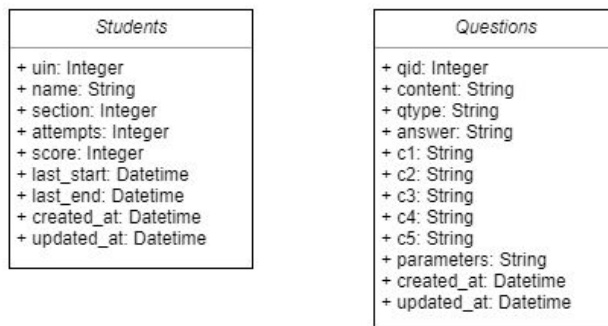 Students
+ uin: Integer
+ name: String
+ section: Integer
+ attempts: Integer
+ score: Integer
+ last_start: Datetime
+ last_end: Datetime
+ created_at: Datetime
+ updated_at: Datetime
Questions
+ qid: Integer
+ content: String
+ qtype: String
+ answer: String
+ c1: String
+ c2: String
+ c3: String
+ c4: String
+ c5: String
+ parameters: String
+ created_at: Datetime
+ updated_at: Datetime